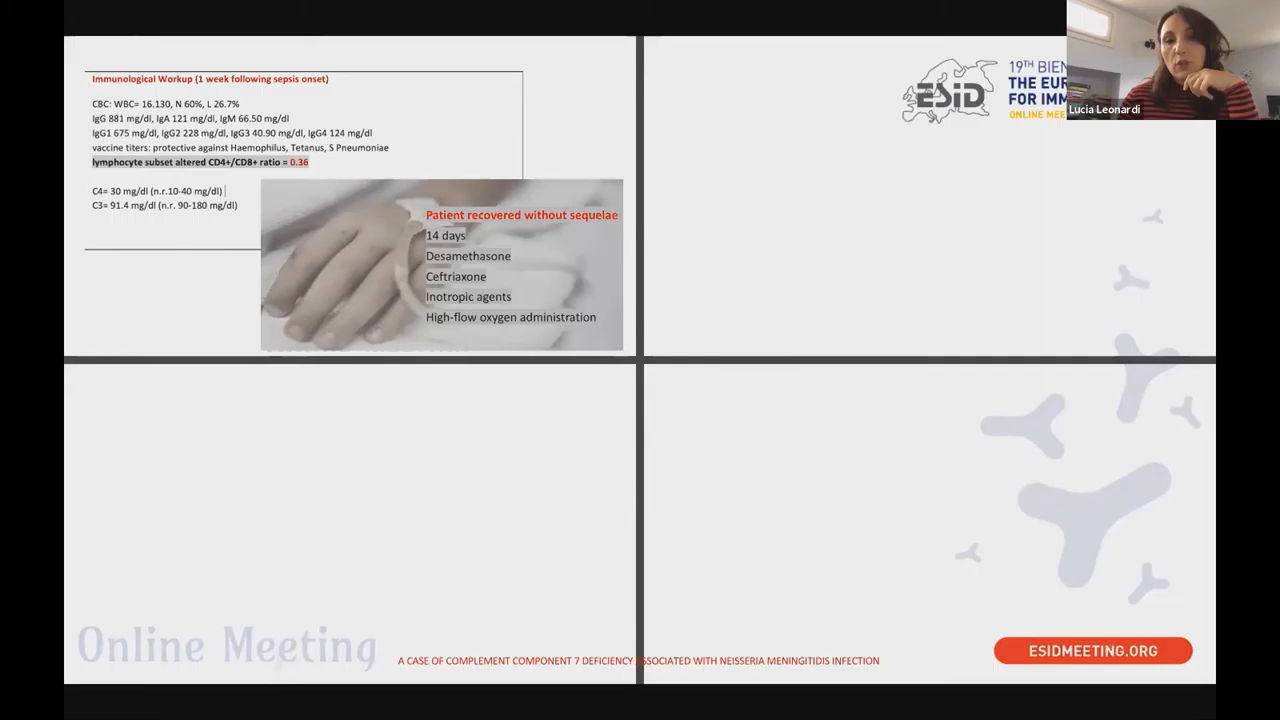 Immunological Workup (1 week following sepsis onset)
CBC: WBC= 16.130, N 60%, L 26.7%
IgG 881 mg/dl, IgA 121 mg/dl, IgM 66.50 mg/dl
IgG1 675 mg/dl, IgG2 228 mg/dl, IgG3 40.90 mg/dl, IgG4 124 mg/dl
vaccine titers: protective against Haemophilus, Tetanus, S Pneumoniae
lymphocyte subset altered CD4+/CD8+ ratio = 0.36
C4= 30 mg/dl (n.r.10-40 mg/dl)
C3= 91.4 mg/dl (n.r. 90-180 mg/dl)
Patient recovered without sequelae
14 days
Desamethasone
Ceftriaxone
Inotropic agents
High-flow oxygen administration
ESID
19TH BIEN
THE EUR
FOR IMM
ONLINE MEE
Lucia Leonardi
Online Meeting
A CASE OF COMPLEMENT COMPONENT 7 DEFICIENCY ASSOCIATED WITH NEISSERIA MENINGITIDIS INFECTION
ESIDMEETING.ORG